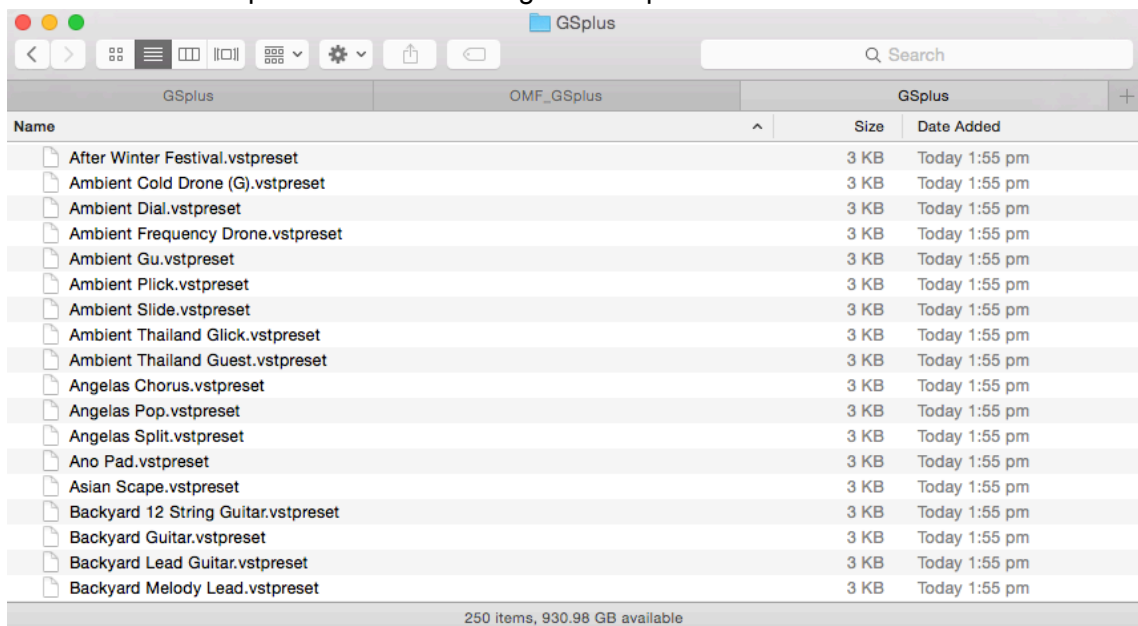 GSplus
Search
GSplus OMF_GSplus GSplus
Name Size Date Added
After Winter Festival.vstpreset 3 KB Today 1:55 pm
Ambient Cold Drone (G).vstpreset 3 KB Today 1:55 pm
Ambient Dial.vstpreset 3 KB Today 1:55 pm
Ambient Frequency Drone.vstpreset 3 KB Today 1:55 pm
Ambient Gu.vstpreset 3 KB Today 1:55 pm
Ambient Plick.vstpreset 3 KB Today 1:55 pm
Ambient Slide.vstpreset 3 KB Today 1:55 pm
Ambient Thailand Glick.vstpreset 3 KB Today 1:55 pm
Ambient Thailand Guest.vstpreset 3 KB Today 1:55 pm
Angelas Chorus.vstpreset 3 KB Today 1:55 pm
Angelas Pop.vstpreset 3 KB Today 1:55 pm
Angelas Split.vstpreset 3 KB Today 1:55 pm
Ano Pad.vstpreset 3 KB Today 1:55 pm
Asian Scape.vstpreset 3 KB Today 1:55 pm
Backyard 12 String Guitar.vstpreset 3 KB Today 1:55 pm
Backyard Guitar.vstpreset 3 KB Today 1:55 pm
Backyard Lead Guitar.vstpreset 3 KB Today 1:55 pm
Backyard Melody Lead.vstpreset 3 KB Today 1:55 pm
250 items, 930.98 GB available